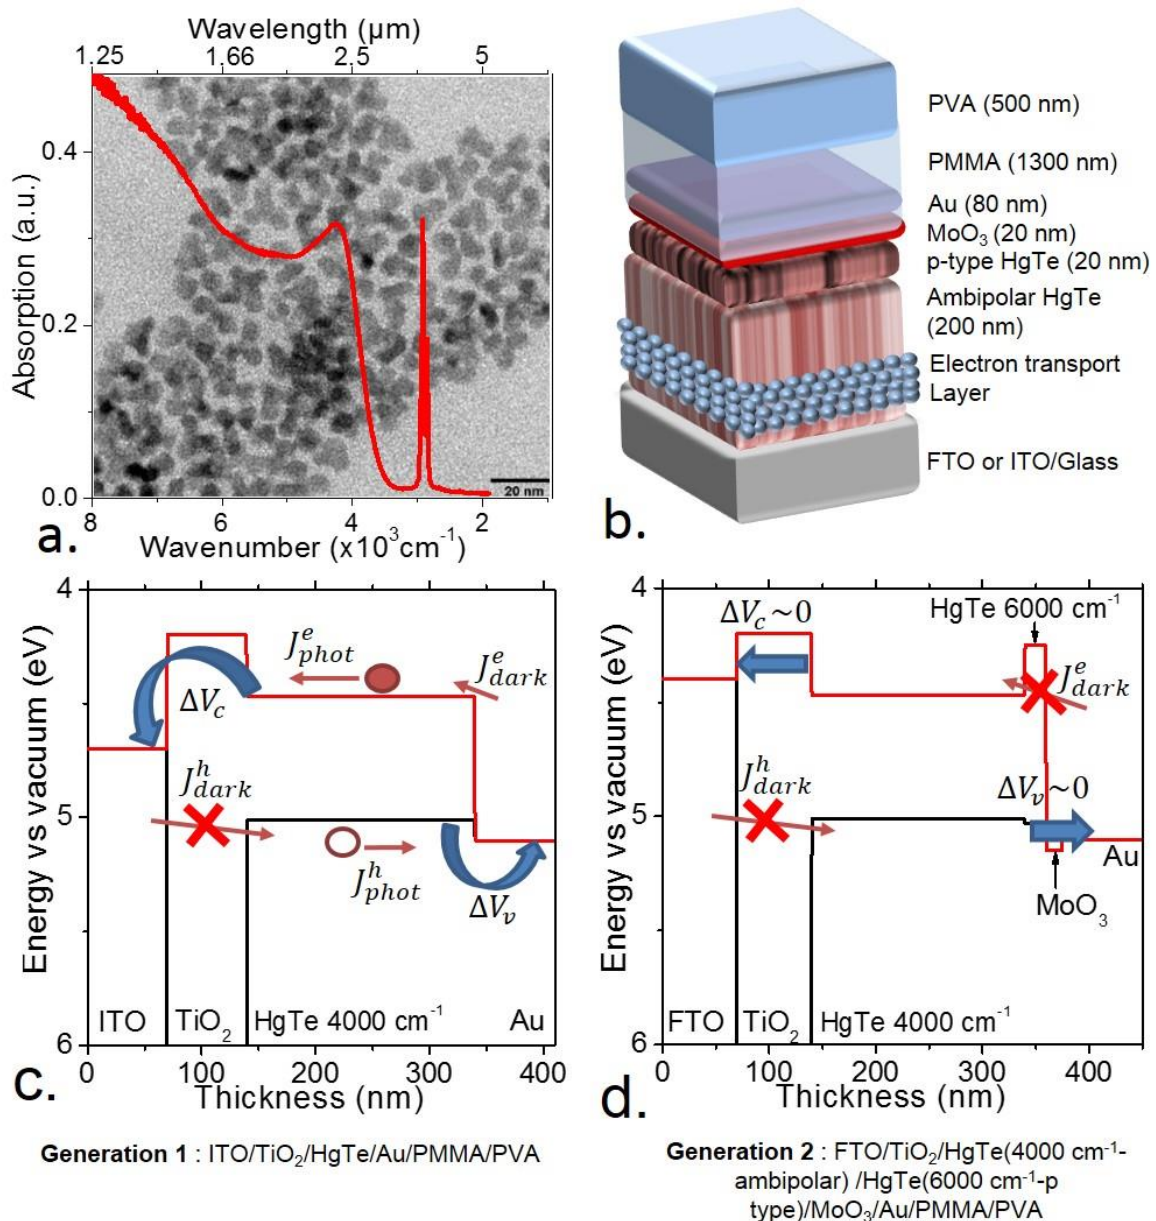 Wavelength (µm)
1.25 1.66 2.5 5
Absorption (a.u.)
0.4
0.2
0.0
20 nm
8 6 4 2
Wavenumber (x10³cm⁻¹)
a.
PVA (500 nm)
PMMA (1300 nm)
Au (80 nm)
MoO₃ (20 nm)
p-type HgTe (20 nm)
Ambipolar HgTe
(200 nm)
Electron transport
Layer
FTO or ITO/Glass
b.
Energy vs vacuum (eV)
4
5
6
J^e_phot
J^e_dark
ΔV_c
J^h_dark
J^h_phot
ΔV_v
ITO TiO₂ HgTe 4000 cm⁻¹ Au
0 100 200 300 400
Thickness (nm)
c.
Generation 1 : ITO/TiO₂/HgTe/Au/PMMA/PVA
Energy vs vacuum (eV)
4
5
6
ΔV_c~0
HgTe 6000 cm⁻¹
J^e_dark
J^h_dark
ΔV_v~0
Au
MoO₃
FTO TiO₂ HgTe 4000 cm⁻¹
0 100 200 300 400
Thickness (nm)
d.
Generation 2 : FTO/TiO₂/HgTe(4000 cm⁻¹-
ambipolar) /HgTe(6000 cm⁻¹-p
type)/MoO₃/Au/PMMA/PVA